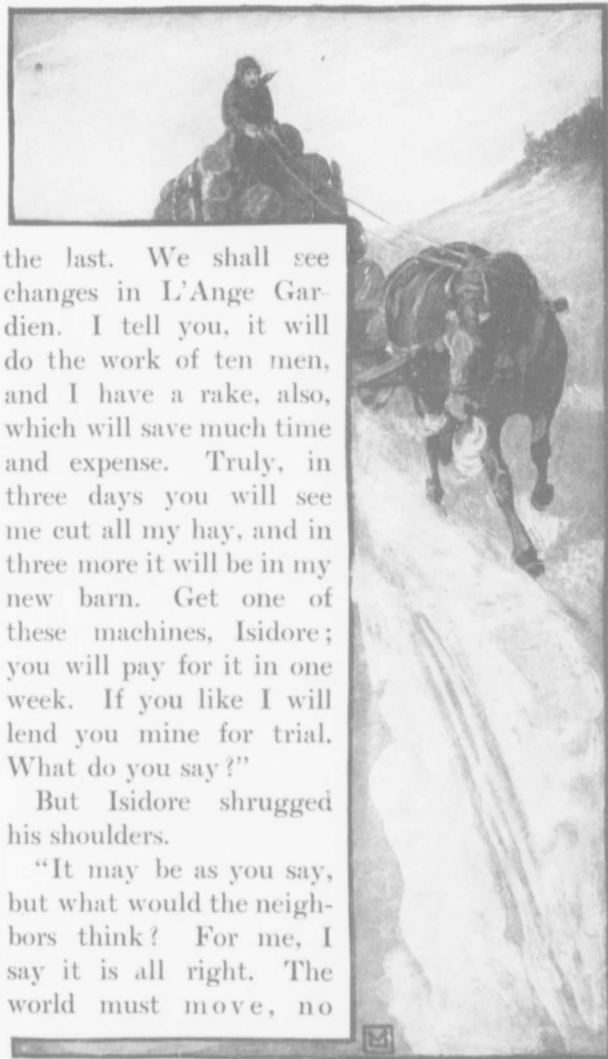 the last. We shall see
changes in L'Ange Gar-
dien. I tell you, it will
do the work of ten men,
and I have a rake, also,
which will save much time
and expense. Truly, in
three days you will see
me cut all my hay, and in
three more it will be in my
new barn. Get one of
these machines, Isidore;
you will pay for it in one
week. If you like I will
lend you mine for trial.
What do you say?"
But Isidore shrugged
his shoulders.
"It may be as you say,
but what would the neigh-
bors think? For me, I
say it is all right. The
world must move, no